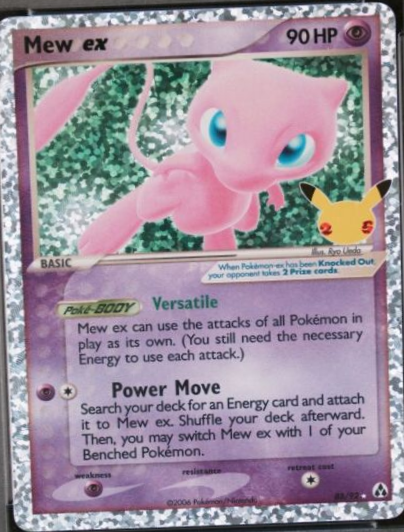 Mew ex
90 HP
Illus. Ryo Ueda
BASIC
When Pokémon-ex has been Knocked Out,
your opponent takes 2 Prize cards.
Poké-BODY Versatile
Mew ex can use the attacks of all Pokémon in
play as its own. (You still need the necessary
Energy to use each attack.)
Power Move
Search your deck for an Energy card and attach
it to Mew ex. Shuffle your deck afterward.
Then, you may switch Mew ex with 1 of your
Benched Pokémon.
weakness resistance retreat cost
©2006 Pokémon/Nintendo
88/92